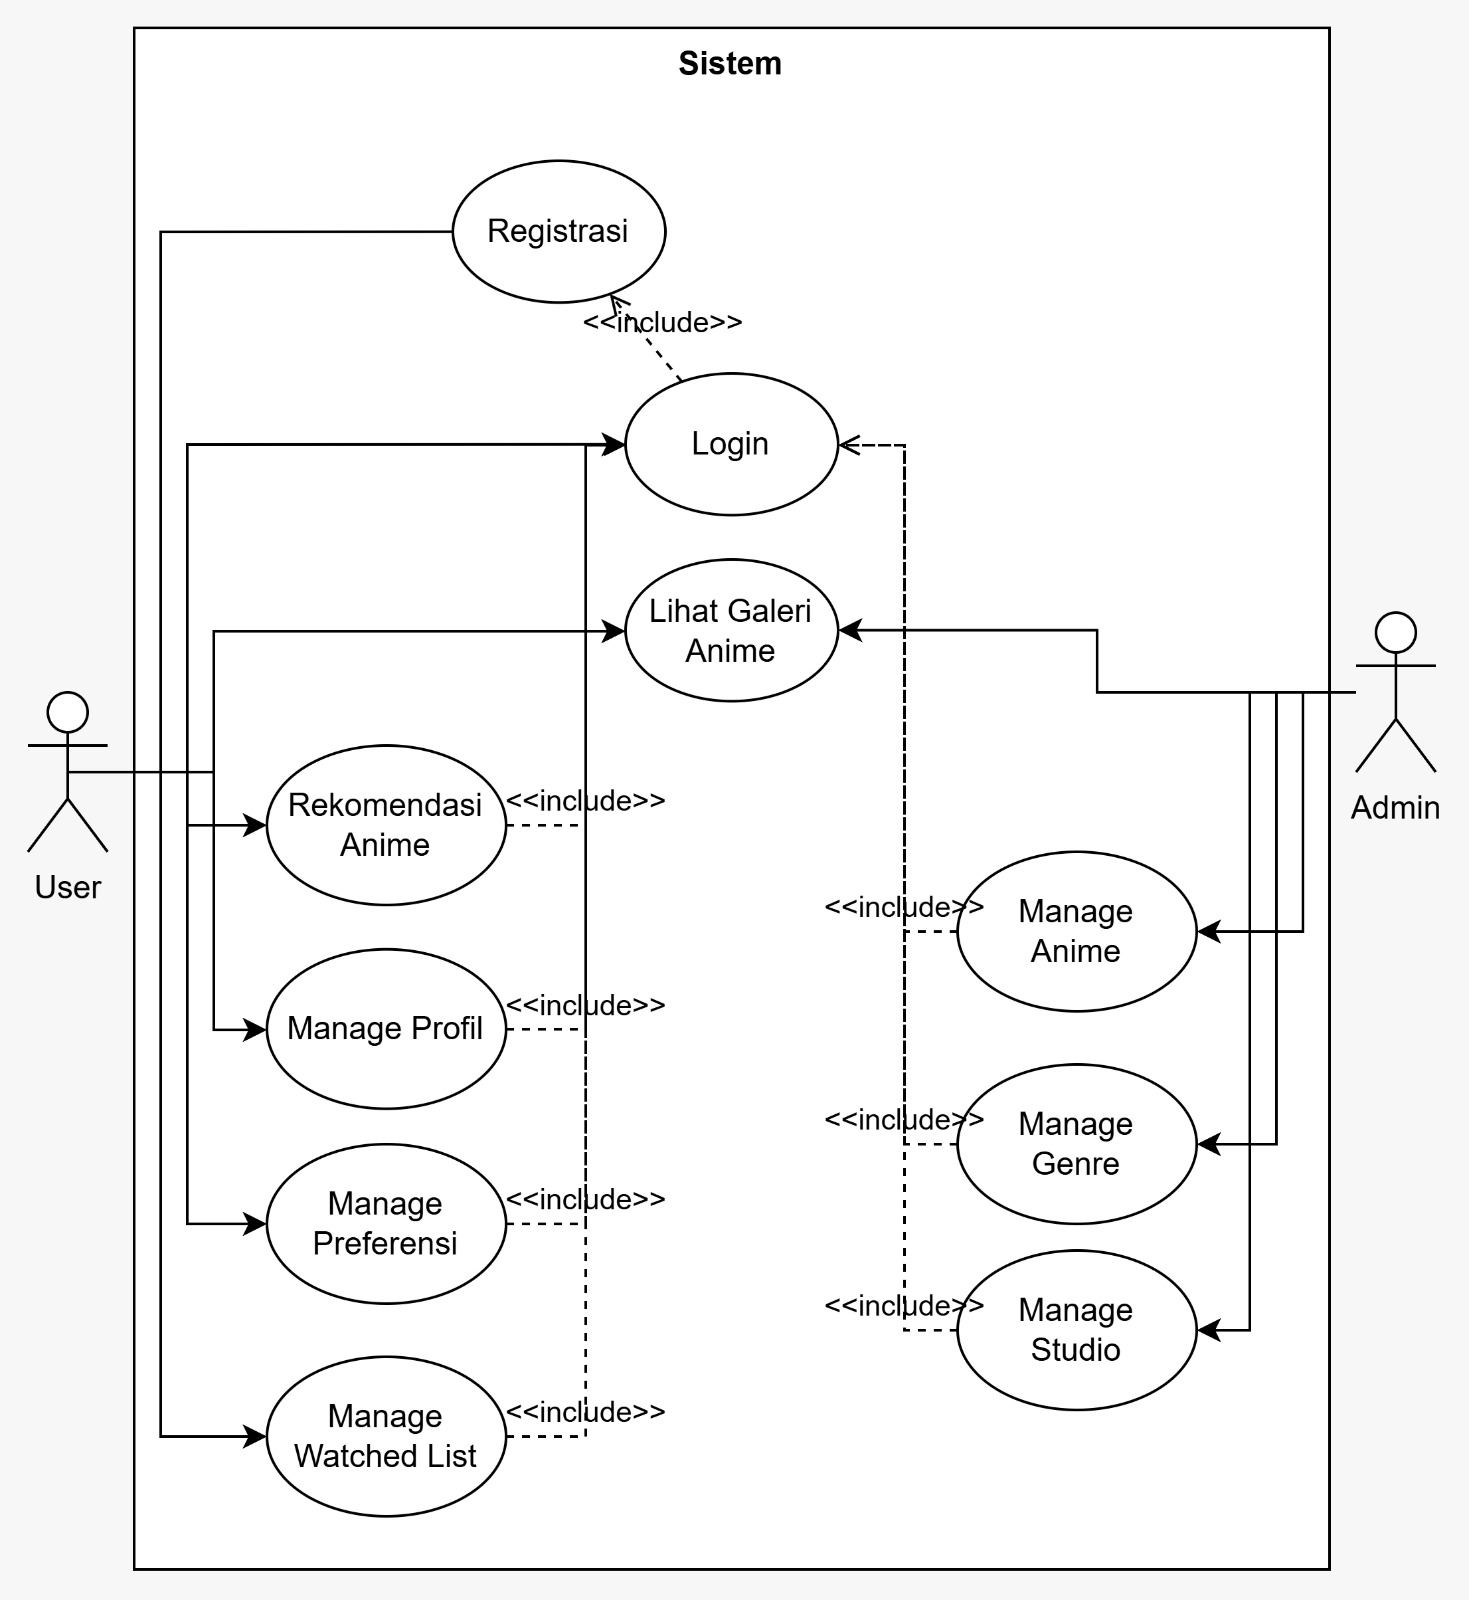 Sistem
Registrasi
<<include>>
Login
Lihat Galeri
Anime
User
Admin
Rekomendasi
Anime
<<include>>
Manage Profil
<<include>>
Manage
Preferensi
<<include>>
Manage
Watched List
<<include>>
<<include>>
Manage
Anime
<<include>>
Manage
Genre
<<include>>
Manage
Studio